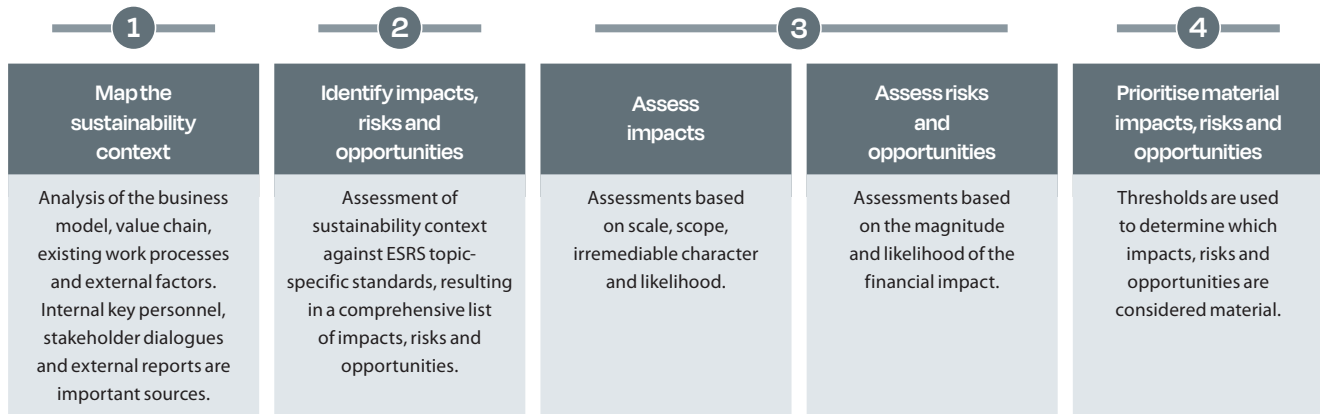 1
Map the
sustainability
context
Analysis of the business
model, value chain,
existing work processes
and external factors.
Internal key personnel,
stakeholder dialogues
and external reports are
important sources.
2
Identify impacts,
risks and
opportunities
Assessment of
sustainability context
against ESRS topic-
specific standards, resulting
in a comprehensive list
of impacts, risks and
opportunities.
3
Assess
impacts
Assessments based
on scale, scope,
irremediable character
and likelihood.
Assess risks
and
opportunities
Assessments based
on the magnitude
and likelihood of the
financial impact.
4
Prioritise material
impacts, risks and
opportunities
Thresholds are used
to determine which
impacts, risks and
opportunities are
considered material.